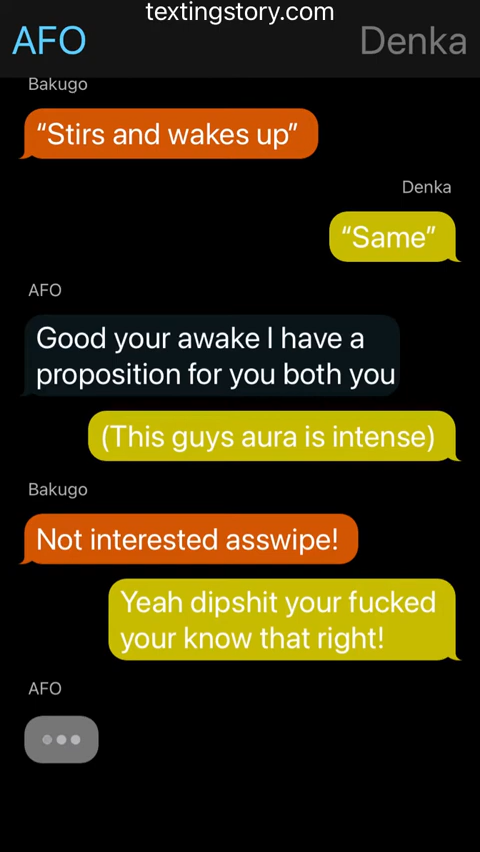 textingstory.com
AFO
Denka
Bakugo
“Stirs and wakes up”
Denka
“Same”
AFO
Good your awake I have a
proposition for you both you
(This guys aura is intense)
Bakugo
Not interested asswipe!
Yeah dipshit your fucked
your know that right!
AFO